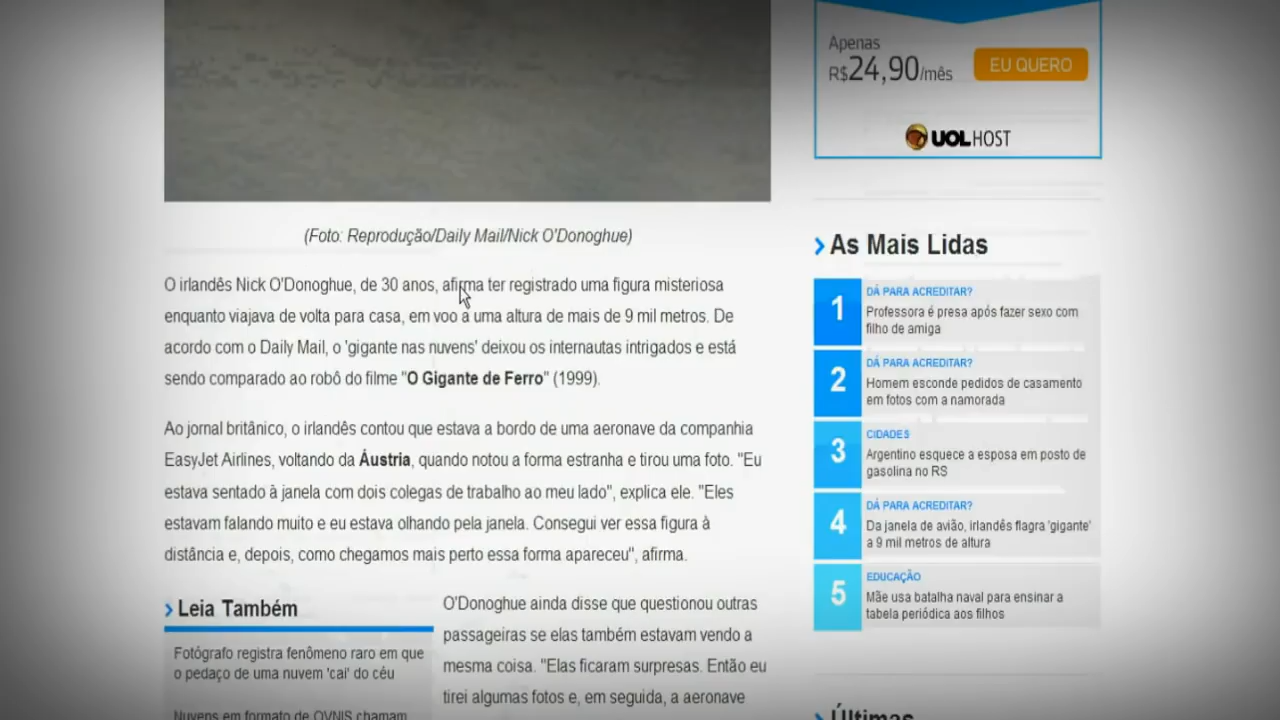 Apenas
R$24,90/mês
EU QUERO
UOL HOST
(Foto: Reprodução/Daily Mail/Nick O'Donoghue)
O irlandês Nick O'Donoghue, de 30 anos, afirma ter registrado uma figura misteriosa
enquanto viajava de volta para casa, em voo a uma altura de mais de 9 mil metros. De
acordo com o Daily Mail, o 'gigante nas nuvens' deixou os internautas intrigados e está
sendo comparado ao robô do filme "O Gigante de Ferro" (1999).
Ao jornal britânico, o irlandês contou que estava a bordo de uma aeronave da companhia
EasyJet Airlines, voltando da Áustria, quando notou a forma estranha e tirou uma foto. "Eu
estava sentado à janela com dois colegas de trabalho ao meu lado", explica ele. "Eles
estavam falando muito e eu estava olhando pela janela. Consegui ver essa figura à
distância e, depois, como chegamos mais perto essa forma apareceu", afirma.
Leia Também
Fotógrafo registra fenômeno raro em que
o pedaço de uma nuvem 'cai' do céu
Nuvens em formato de OVNIS chamam
O'Donoghue ainda disse que questionou outras
passageiras se elas também estavam vendo a
mesma coisa. "Elas ficaram surpresas. Então eu
tirei algumas fotos e, em seguida, a aeronave
As Mais Lidas
1
DÁ PARA ACREDITAR?
Professora é presa após fazer sexo com
filho de amiga
2
DÁ PARA ACREDITAR?
Homem esconde pedidos de casamento
em fotos com a namorada
3
CIDADES
Argentino esquece a esposa em posto de
gasolina no RS
4
DÁ PARA ACREDITAR?
Da janela de avião, irlandês flagra 'gigante'
a 9 mil metros de altura
5
EDUCAÇÃO
Mãe usa batalha naval para ensinar a
tabela periódica aos filhos
Últimas